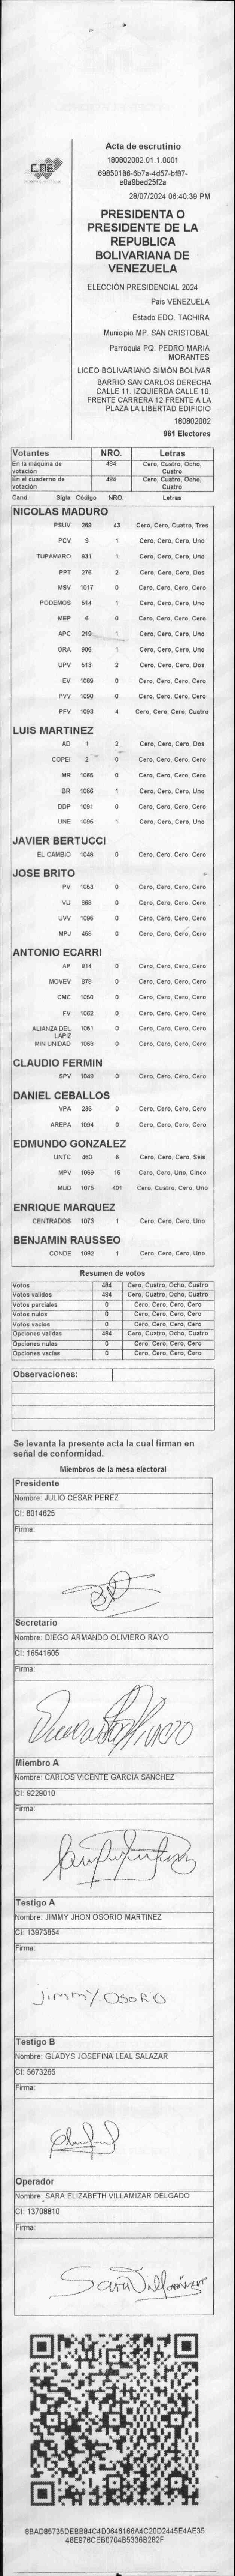 CNE
Acta de escrutinio
180802002.01.1.0001
69850186-6b7a-4d57-bf87-
e0a9bed25f2a
28/07/2024 06:40:39 PM
PRESIDENTA O
PRESIDENTE DE LA
REPUBLICA
BOLIVARIANA DE
VENEZUELA
ELECCIÓN PRESIDENCIAL 2024
Pais VENEZUELA
Estado EDO. TACHIRA
Municipio MP. SAN CRISTOBAL
Parroquia PQ. PEDRO MARIA
MORANTES
LICEO BOLIVARIANO SIMÓN BOLIVAR
BARRIO SAN CARLOS DERECHA
CALLE 11. IZQUIERDA CALLE 10.
FRENTE CARRERA 12 FRENTE A LA
PLAZA LA LIBERTAD EDIFICIO
180802002
961 Electores
Votantes NRO. Letras
En la máquina de votación 484 Cero, Cuatro, Ocho, Cuatro
En el cuaderno de votación 484 Cero, Cuatro, Ocho, Cuatro
Cand. Sigla Código NRO. Letras
NICOLAS MADURO
PSUV 269 43 Cero, Cero, Cuatro, Tres
PCV 9 1 Cero, Cero, Cero, Uno
TUPAMARO 931 1 Cero, Cero, Cero, Uno
PPT 276 2 Cero, Cero, Cero, Dos
MSV 1017 0 Cero, Cero, Cero, Cero
PODEMOS 514 1 Cero, Cero, Cero, Uno
MEP 6 0 Cero, Cero, Cero, Cero
APC 219 1 Cero, Cero, Cero, Uno
ORA 906 1 Cero, Cero, Cero, Uno
UPV 613 2 Cero, Cero, Cero, Dos
EV 1089 0 Cero, Cero, Cero, Cero
PVV 1090 0 Cero, Cero, Cero, Cero
PFV 1093 4 Cero, Cero, Cero, Cuatro
LUIS MARTINEZ
AD 1 2 Cero, Cero, Cero, Dos
COPEI 2 0 Cero, Cero, Cero, Cero
MR 1065 0 Cero, Cero, Cero, Cero
BR 1068 1 Cero, Cero, Cero, Uno
DDP 1091 0 Cero, Cero, Cero, Cero
UNE 1095 1 Cero, Cero, Cero, Uno
JAVIER BERTUCCI
EL CAMBIO 1048 0 Cero, Cero, Cero, Cero
JOSE BRITO
PV 1053 0 Cero, Cero, Cero, Cero
VU 868 0 Cero, Cero, Cero, Cero
UVV 1096 0 Cero, Cero, Cero, Cero
MPJ 458 0 Cero, Cero, Cero, Cero
ANTONIO ECARRI
AP 614 0 Cero, Cero, Cero, Cero
MOVEV 878 0 Cero, Cero, Cero, Cero
CMC 1050 0 Cero, Cero, Cero, Cero
FV 1062 0 Cero, Cero, Cero, Cero
ALIANZA DEL LAPIZ 1051 0 Cero, Cero, Cero, Cero
MIN UNIDAD 1088 0 Cero, Cero, Cero, Cero
CLAUDIO FERMIN
SPV 1049 0 Cero, Cero, Cero, Cero
DANIEL CEBALLOS
VPA 236 0 Cero, Cero, Cero, Cero
AREPA 1094 0 Cero, Cero, Cero, Cero
EDMUNDO GONZALEZ
UNTC 460 6 Cero, Cero, Cero, Seis
MPV 1069 15 Cero, Cero, Uno, Cinco
MUD 1075 401 Cero, Cuatro, Cero, Uno
ENRIQUE MARQUEZ
CENTRADOS 1073 1 Cero, Cero, Cero, Uno
BENJAMIN RAUSSEO
CONDE 1092 1 Cero, Cero, Cero, Uno
Resumen de votos
Votos 484 Cero, Cuatro, Ocho, Cuatro
Votos validos 484 Cero, Cuatro, Ocho, Cuatro
Votos parciales 0 Cero, Cero, Cero, Cero
Votos nulos 0 Cero, Cero, Cero, Cero
Votos vacios 0 Cero, Cero, Cero, Cero
Opciones validas 484 Cero, Cuatro, Ocho, Cuatro
Opciones nulas 0 Cero, Cero, Cero, Cero
Opciones vacias 0 Cero, Cero, Cero, Cero
Observaciones:
Se levanta la presente acta la cual firman en
señal de conformidad.
Miembros de la mesa electoral
Presidente
Nombre: JULIO CESAR PEREZ
CI: 8014625
Firma:
Secretario
Nombre: DIEGO ARMANDO OLIVIERO RAYO
CI: 16541605
Firma:
Miembro A
Nombre: CARLOS VICENTE GARCIA SANCHEZ
CI: 9229010
Firma:
Testigo A
Nombre: JIMMY JHON OSORIO MARTINEZ
CI: 13973854
Firma:
Jimmy OSORIO
Testigo B
Nombre: GLADYS JOSEFINA LEAL SALAZAR
CI: 5673265
Firma:
Operador
Nombre: SARA ELIZABETH VILLAMIZAR DELGADO
CI: 13708810
Firma:
Sara Villamizar
8BAD85735DEBB84C4D0646166A4C20D2445E4AE35
48E976CEB0704B5336B282F